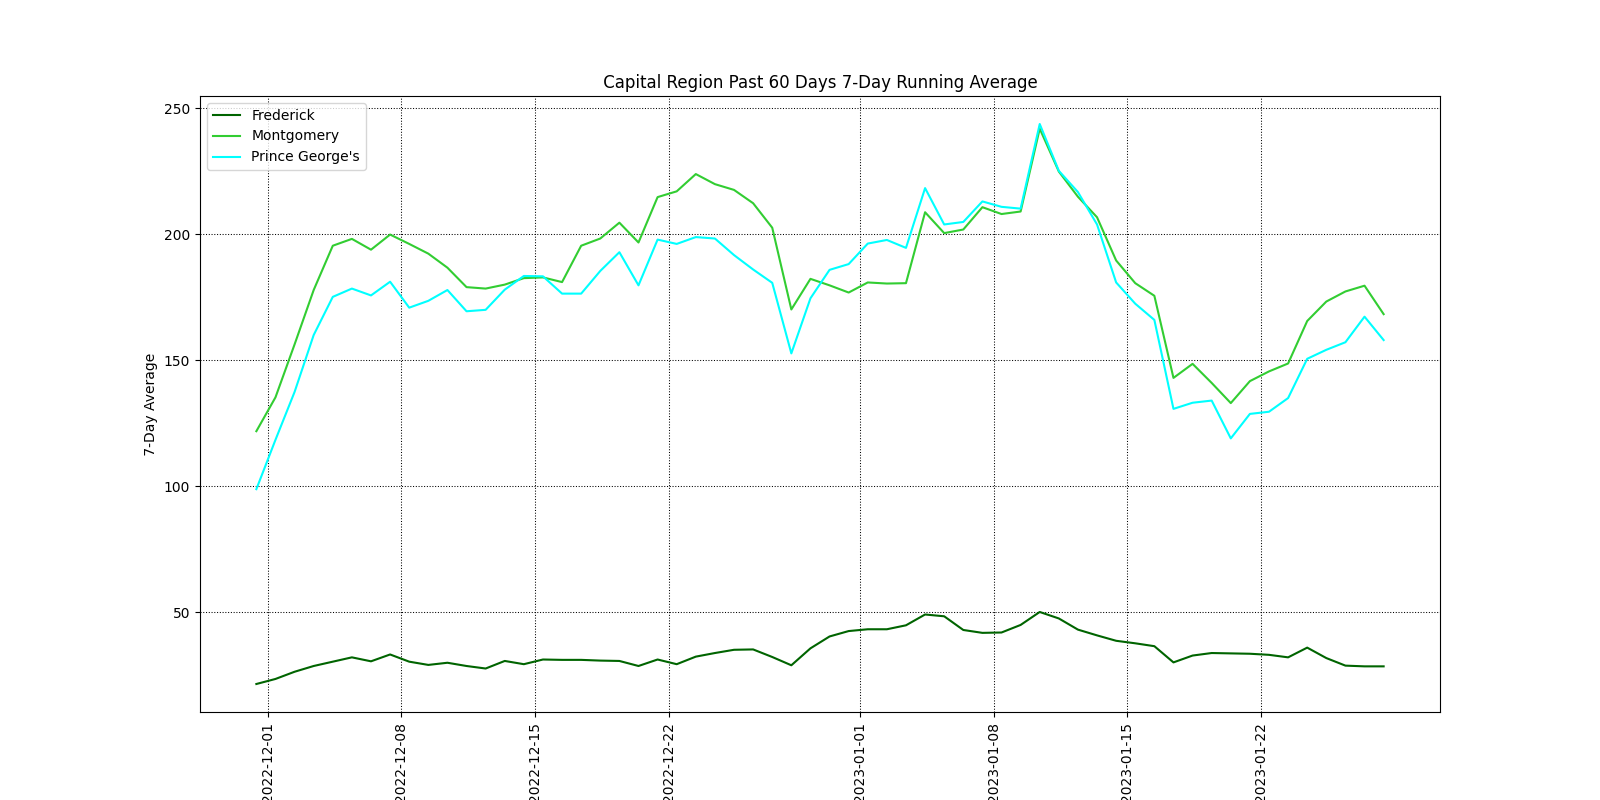 Capital Region Past 60 Days 7-Day Running Average
Frederick
Montgomery
Prince George's
7-Day Average
250
200
150
100
50
2022-12-01
2022-12-08
2022-12-15
2022-12-22
2023-01-01
2023-01-08
2023-01-15
2023-01-22